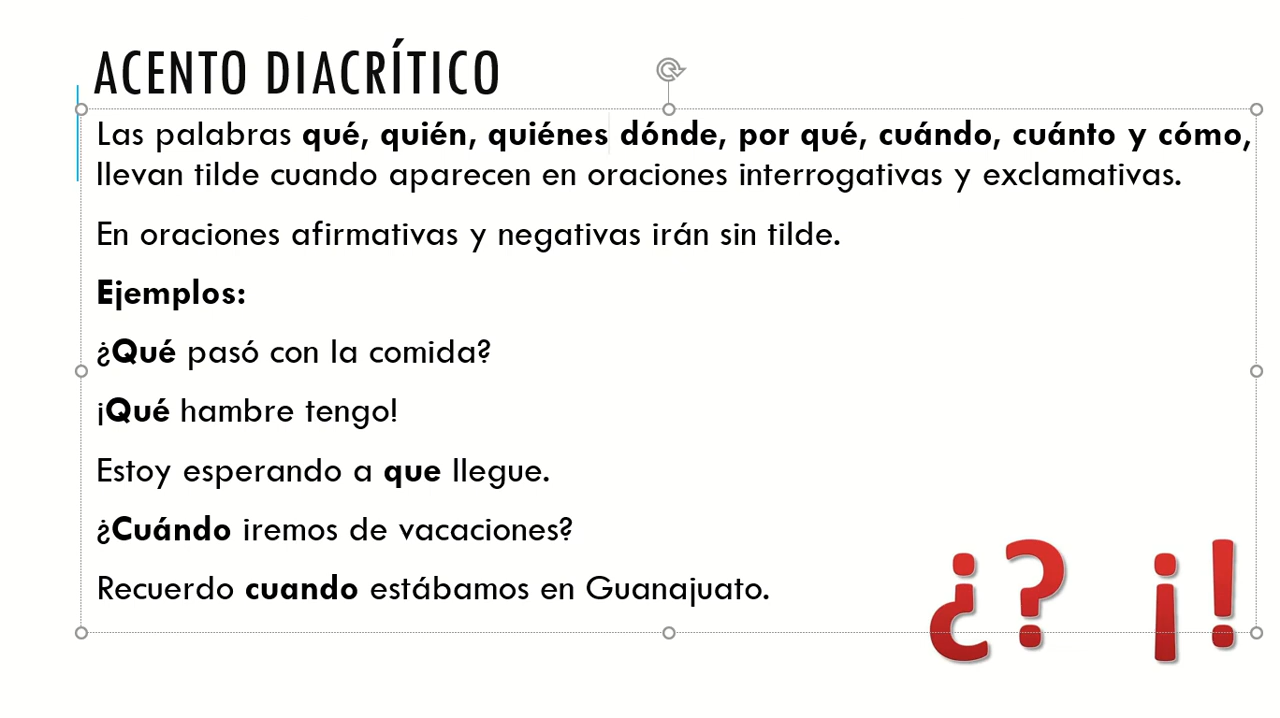 ACENTO DIACRÍTICO
Las palabras qué, quién, quiénes dónde, por qué, cuándo, cuánto y cómo,
llevan tilde cuando aparecen en oraciones interrogativas y exclamativas.
En oraciones afirmativas y negativas irán sin tilde.
Ejemplos:
¿Qué pasó con la comida?
¡Qué hambre tengo!
Estoy esperando a que llegue.
¿Cuándo iremos de vacaciones?
Recuerdo cuando estábamos en Guanajuato.
¿? ¡!